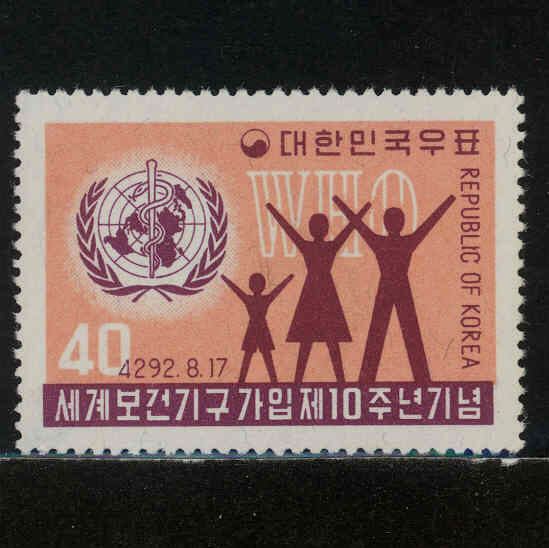 대한민국우표
WHO
REPUBLIC OF KOREA
40
4292.8.17
세계보건기구가입제10주년기념